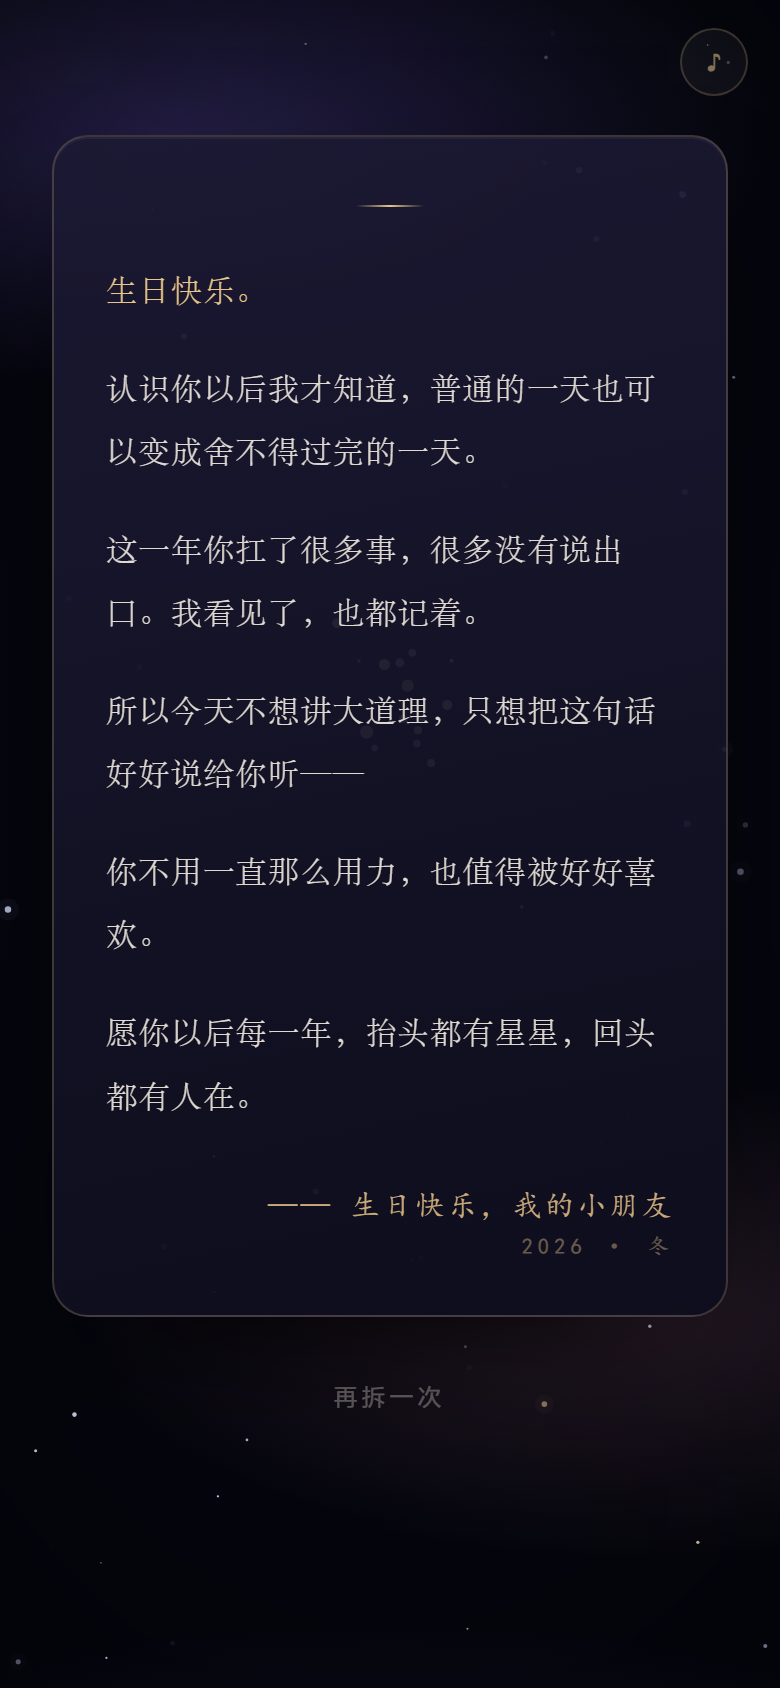 生日快乐。
认识你以后我才知道，普通的一天也可
以变成舍不得过完的一天。
这一年你扛了很多事，很多没有说出
口。我看见了，也都记着。
所以今天不想讲大道理，只想把这句话
好好说给你听——
你不用一直那么用力，也值得被好好喜
欢。
愿你以后每一年，抬头都有星星，回头
都有人在。
—— 生日快乐，我的小朋友
2026 · 冬
再拆一次